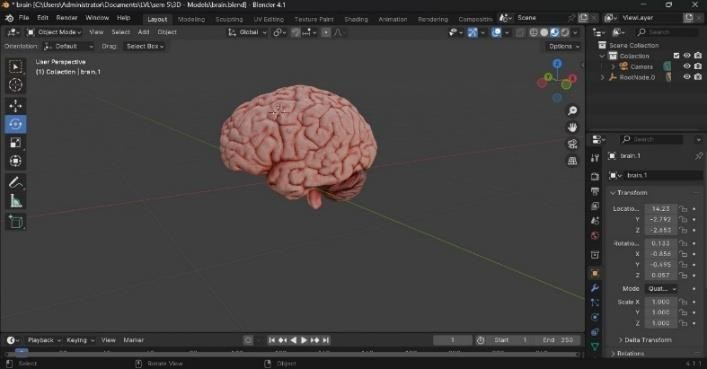 * brain [C:\Users\Administrator\Documents\LVL\sem 5\3D - Models\brain.blend] - Blender 4.1
File Edit Render Window Help Layout Modeling Sculpting UV Editing Texture Paint Shading Animation Rendering Compositing Scene ViewLayer
Object Mode View Select Add Object Global
Orientation: Default Drag: Select Box Options
User Perspective
(1) Collection | brain.1
Search
Scene Collection
Collection
Camera
RootNode.0
Search
brain.1
brain.1
Transform
Locatio... 14.23
Y -2.792
Z -2.653
Rotatio... 0.133
X -0.856
Y -0.495
Z 0.057
Mode Quat...
Scale X 1.000
Y 1.000
Z 1.000
Delta Transform
Relations
Playback Keying View Marker 1 Start 1 End 250
Select Rotate View Object 4.1.1